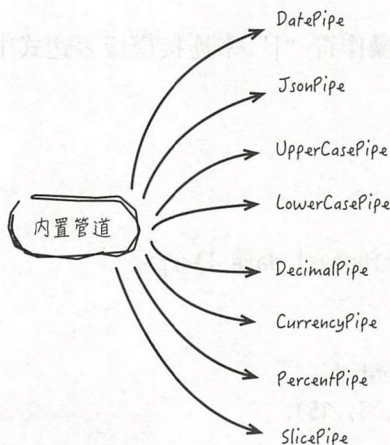 DatePipe
JsonPipe
UpperCasePipe
LowerCasePipe
内置管道
DecimalPipe
CurrencyPipe
PercentPipe
SlicePipe